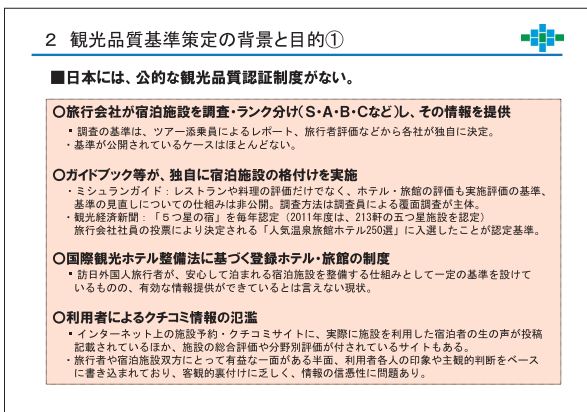 2 観光品質基準策定の背景と目的①
■日本には、公的な観光品質認証制度がない。
○旅行会社が宿泊施設を調査・ランク分け（S・A・B・Cなど）し、その情報を提供
▪ 調査の基準は、ツアー添乗員によるレポート、旅行者評価などから各社が独自に決定。
・基準が公開されているケースはほとんどない。
○ガイドブック等が、独自に宿泊施設の格付けを実施
・ミシュランガイド：レストランや料理の評価だけでなく、ホテル・旅館の評価も実施評価の基準、
基準の見直しについての仕組みは非公開。調査方法は調査員による覆面調査が主体。
・観光経済新聞：「５つ星の宿」を毎年認定（2011年度は、213軒の五つ星施設を認定）
旅行会社社員の投票により決定される「人気温泉旅館ホテル250選」に入選したことが認定基準。
○国際観光ホテル整備法に基づく登録ホテル・旅館の制度
▪ 訪日外国人旅行者が、安心して泊まれる宿泊施設を整備する仕組みとして一定の基準を設けて
いるものの、有効な情報提供ができているとは言えない現状。
○利用者によるクチコミ情報の氾濫
▪ インターネット上の施設予約・クチコミサイトに、実際に施設を利用した宿泊者の生の声が投稿
記載されているほか、施設の総合評価や分野別評価が付されているサイトもある。
・旅行者や宿泊施設双方にとって有益な一面がある半面、利用者各人の印象や主観的判断をベース
に書き込まれており、客観的裏付けに乏しく、情報の信憑性に問題あり。